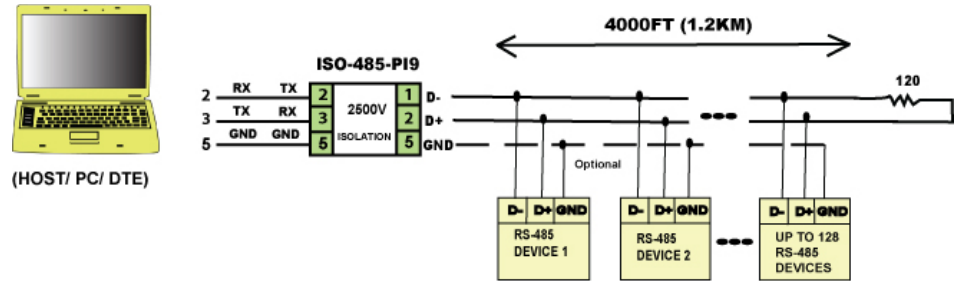 4000FT (1.2KM)
ISO-485-PI9
120
2 RX TX 2 2500V 1 D-
3 TX RX 3 ISOLATION 2 D+
5 GND GND 5 5 GND
Optional
(HOST/ PC/ DTE)
D- D+ GND
RS-485
DEVICE 1
D- D+ GND
RS-485
DEVICE 2
D- D+ GND
UP TO 128
RS-485
DEVICES